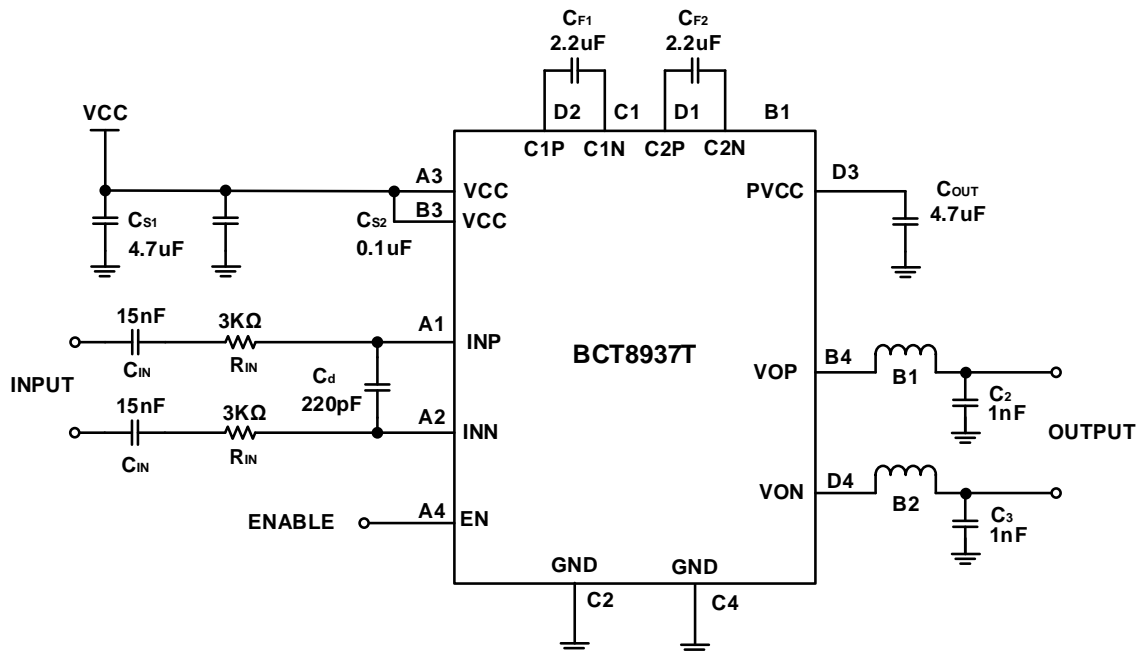 CF1
2.2uF
CF2
2.2uF
D2
C1
D1
B1
C1P
C1N
C2P
C2N
VCC
A3
VCC
B3
VCC
CS1
4.7uF
CS2
0.1uF
D3
PVCC
COUT
4.7uF
15nF
3KΩ
A1
INP
CIN
RIN
INPUT
Cd
220pF
15nF
3KΩ
A2
INN
CIN
RIN
BCT8937T
VOP
B4
B1
C2
1nF
OUTPUT
VON
D4
B2
C3
1nF
ENABLE
A4
EN
GND
GND
C2
C4